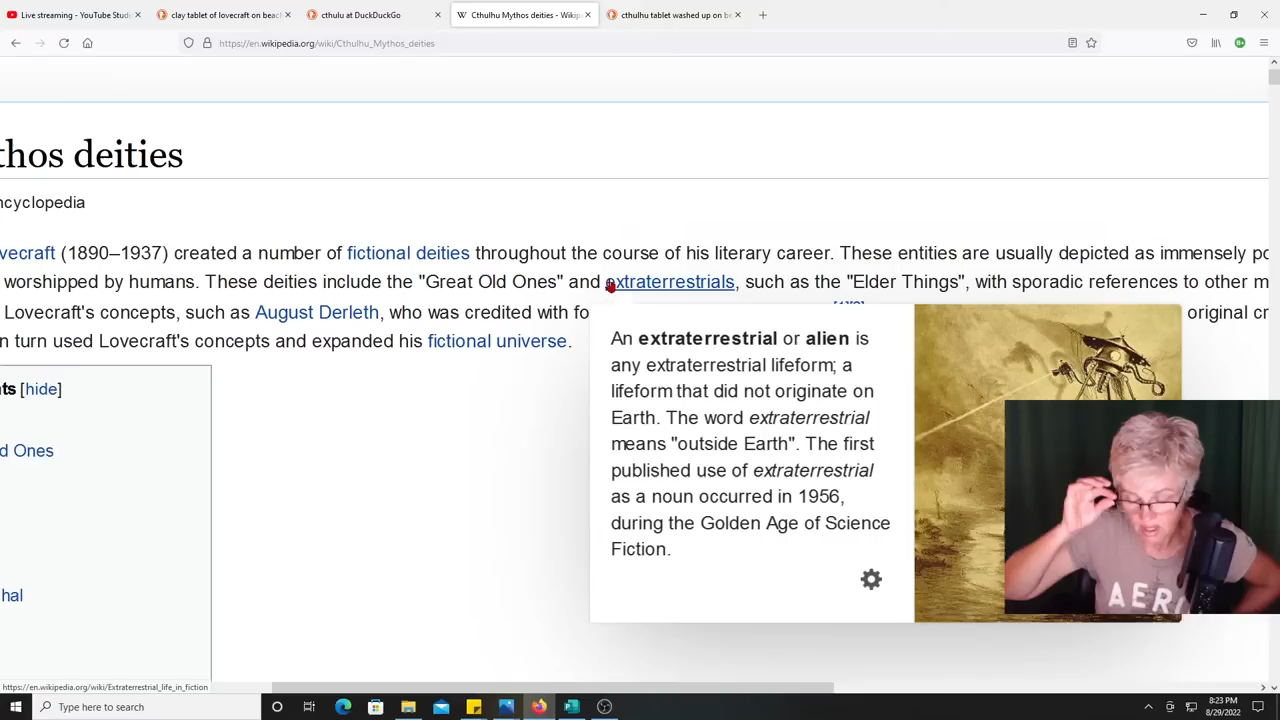 Live streaming - YouTube Studi
clay tablet of lovecraft on beach
cthulu at DuckDuckGo
Cthulhu Mythos deities - Wikip
cthulhu tablet washed up on be
https://en.wikipedia.org/wiki/Cthulhu_Mythos_deities
thos deities
ncyclopedia
vecraft (1890–1937) created a number of fictional deities throughout the course of his literary career. These entities are usually depicted as immensely po
worshipped by humans. These deities include the "Great Old Ones" and extraterrestrials, such as the "Elder Things", with sporadic references to other m
Lovecraft's concepts, such as August Derleth, who was credited with fo
original cr
n turn used Lovecraft's concepts and expanded his fictional universe.
An extraterrestrial or alien is
any extraterrestrial lifeform; a
lifeform that did not originate on
Earth. The word extraterrestrial
means "outside Earth". The first
published use of extraterrestrial
as a noun occurred in 1956,
during the Golden Age of Science
Fiction.
nts [hide]
d Ones
hal
AER
https://en.wikipedia.org/wiki/Extraterrestrial_life_in_fiction
Type here to search
8:23 PM
8/29/2022